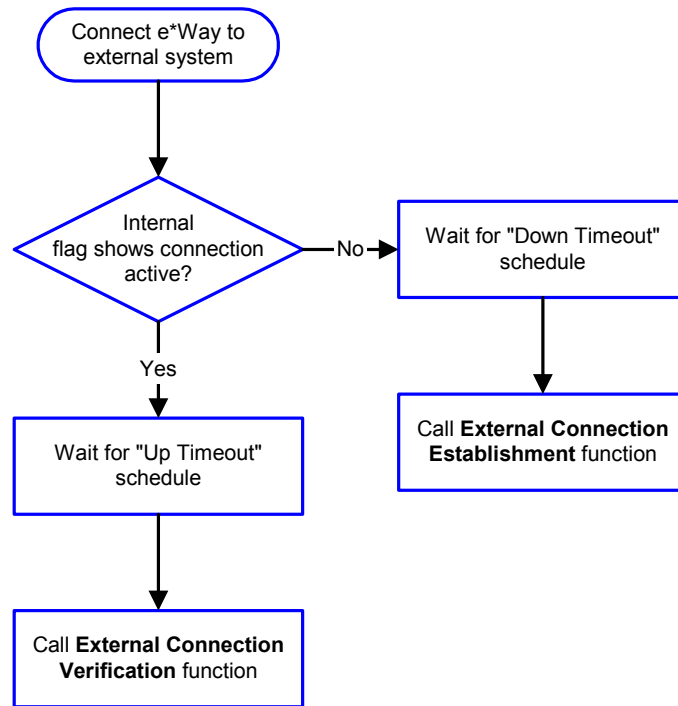 Connect e*Way to
external system
Internal
flag shows connection
active?
No
Wait for "Down Timeout"
schedule
Yes
Call External Connection
Establishment function
Wait for "Up Timeout"
schedule
Call External Connection
Verification function